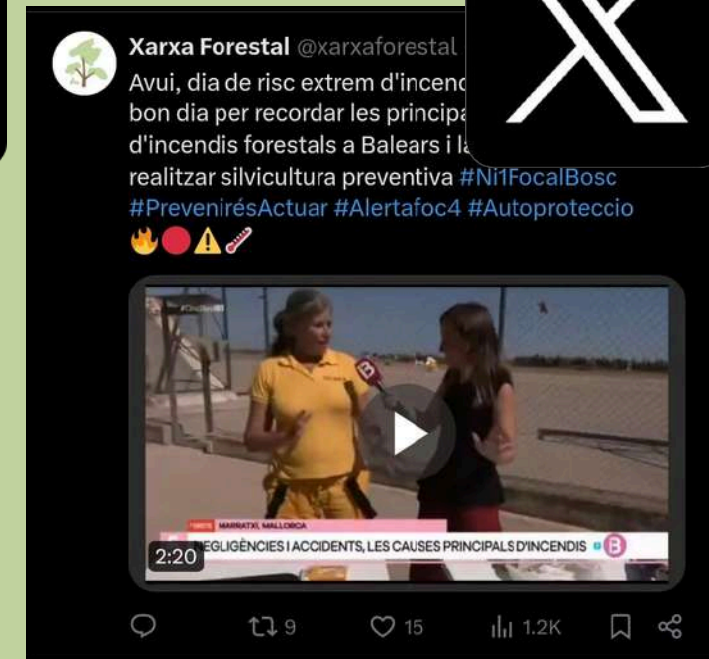 Xarxa Forestal @xarxaforestal
Avui, dia de risc extrem d'incen
bon dia per recordar les principa
d'incendis forestals a Balears i la
realitzar silvicultura preventiva #Ni1FocalBosc
#PrevenirésActuar #Alertafoc4 #Autoproteccio
MARRATXÍ, MALLORCA
NEGLIGÈNCIES I ACCIDENTS, LES CAUSES PRINCIPALS D'INCENDIS
2:20
9
15
1.2K